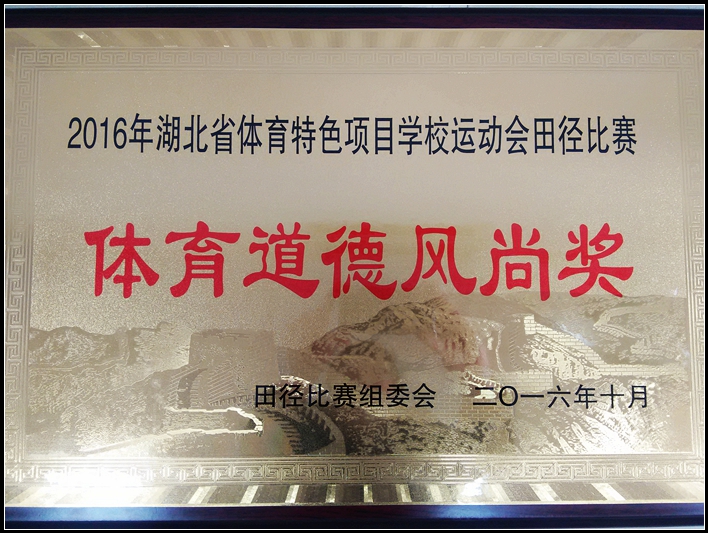 2016年湖北省体育特色项目学校运动会田径比赛
体育道德风尚奖
田径比赛组委会 二〇一六年十月